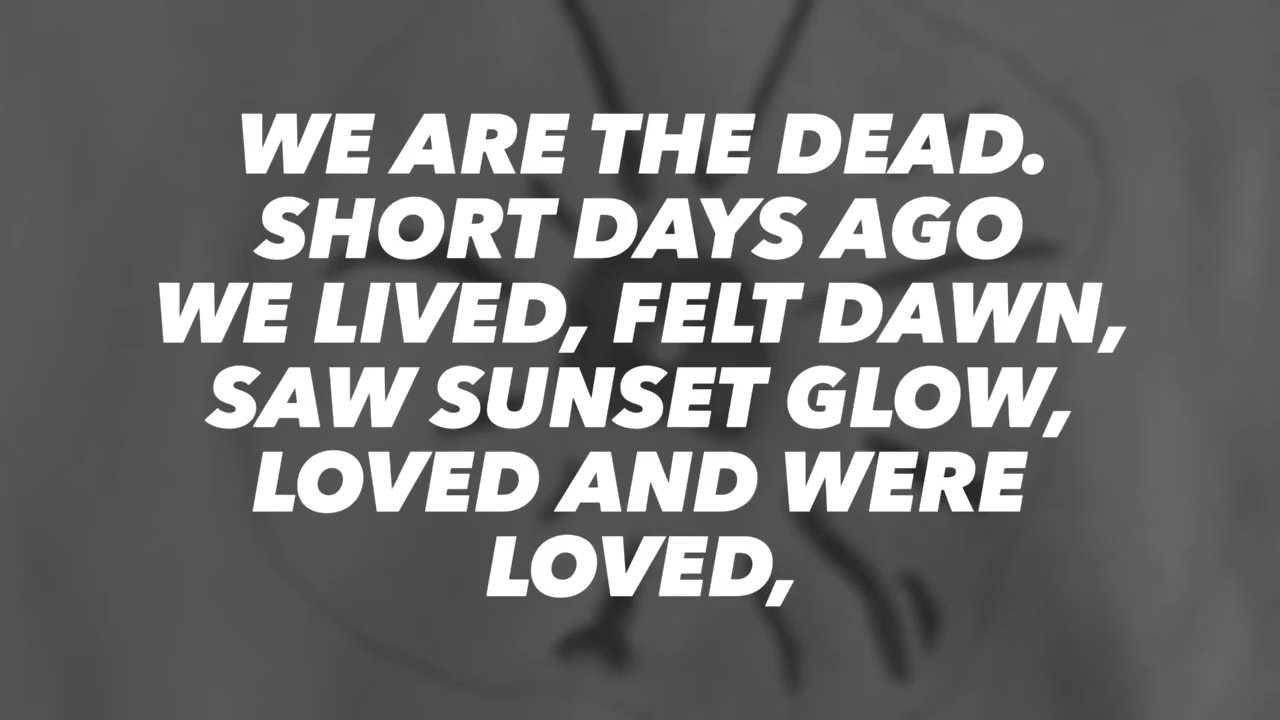 WE ARE THE DEAD.
SHORT DAYS AGO
WE LIVED, FELT DAWN,
SAW SUNSET GLOW,
LOVED AND WERE
LOVED,